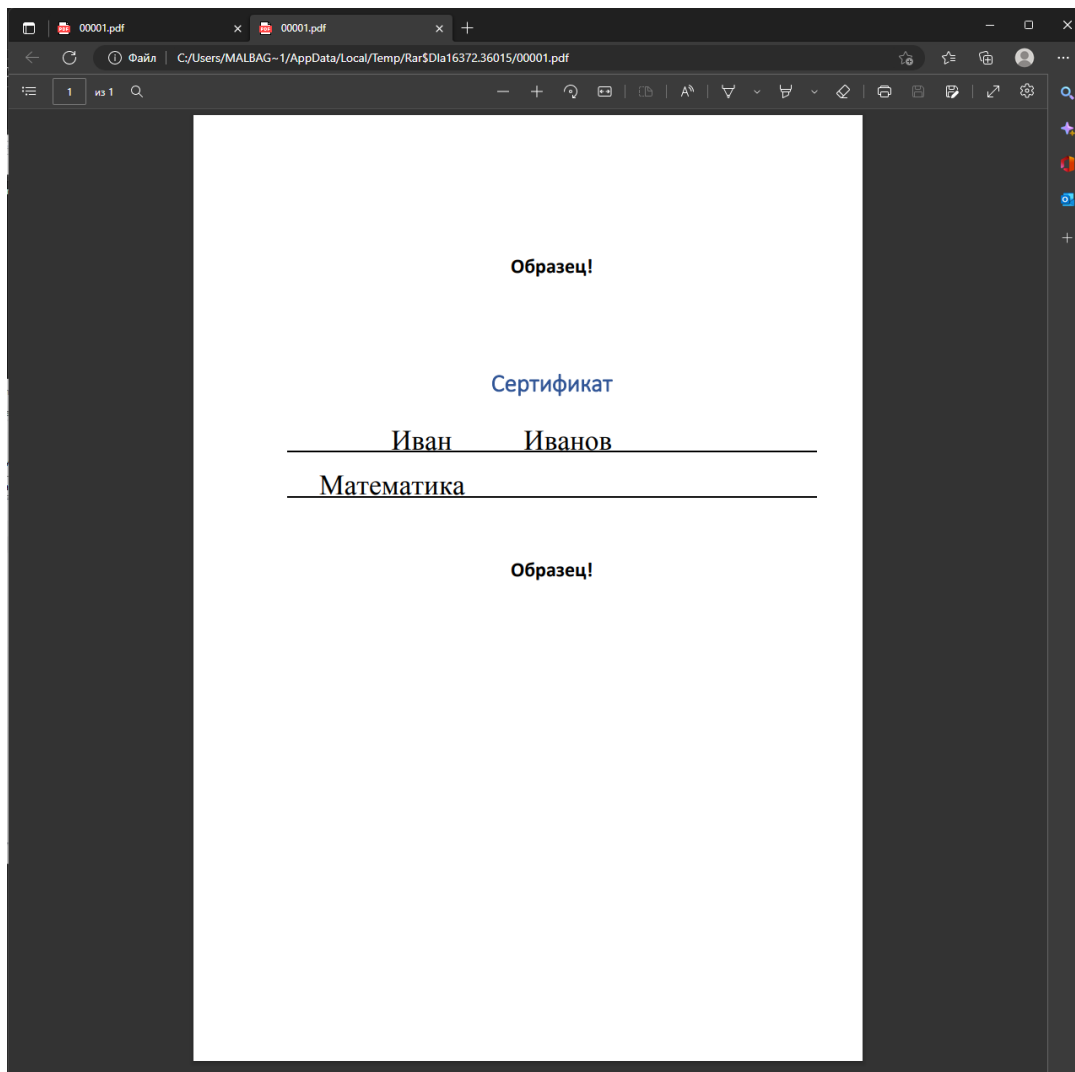 00001.pdf
00001.pdf
Файл C:/Users/MALBAG~1/AppData/Local/Temp/Rar$DIa16372.36015/00001.pdf
1 из 1
Образец!
Сертификат
Иван Иванов
Математика
Образец!